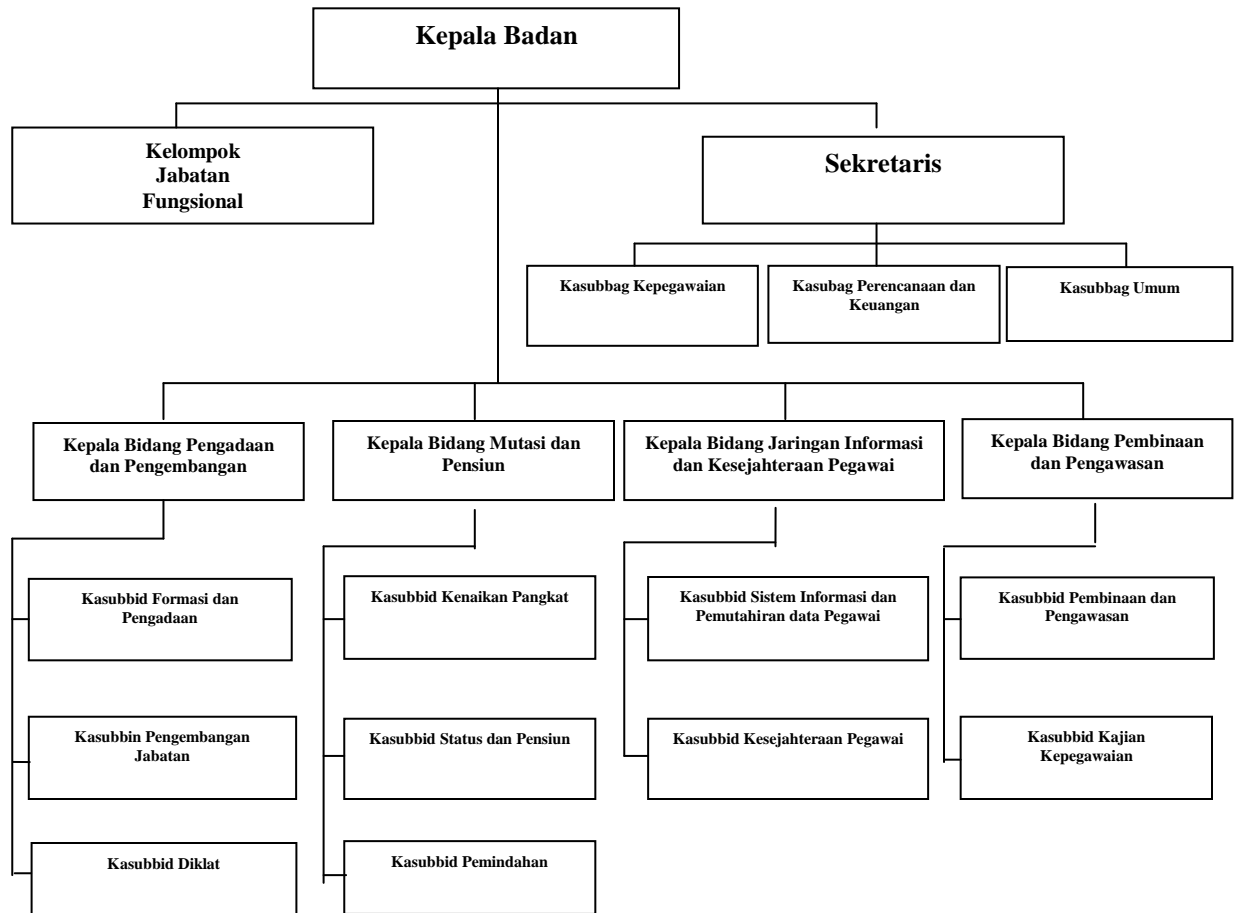 Kepala Badan
Kelompok
Jabatan
Fungsional
Sekretaris
Kasubbag Kepegawaian
Kasubag Perencanaan dan
Keuangan
Kasubbag Umum
Kepala Bidang Pengadaan
dan Pengembangan
Kepala Bidang Mutasi dan
Pensiun
Kepala Bidang Jaringan Informasi
dan Kesejahteraan Pegawai
Kepala Bidang Pembinaan
dan Pengawasan
Kasubbid Formasi dan
Pengadaan
Kasubbid Kenaikan Pangkat
Kasubbid Sistem Informasi dan
Pemutahiran data Pegawai
Kasubbid Pembinaan dan
Pengawasan
Kasubbin Pengembangan
Jabatan
Kasubbid Status dan Pensiun
Kasubbid Kesejahteraan Pegawai
Kasubbid Kajian
Kepegawaian
Kasubbid Diklat
Kasubbid Pemindahan